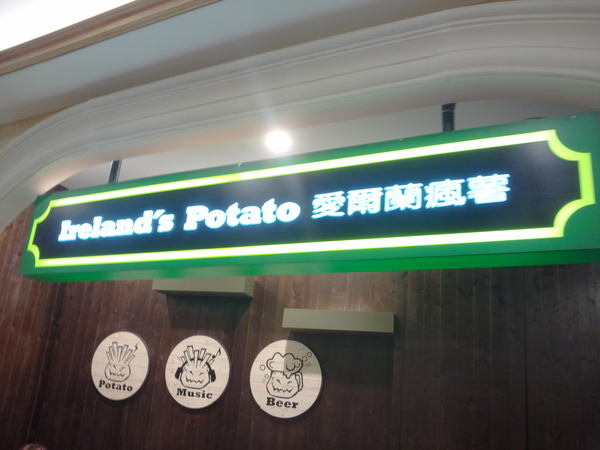 Ireland's Potato 愛爾蘭瘋薯
Potato
Music
Beer